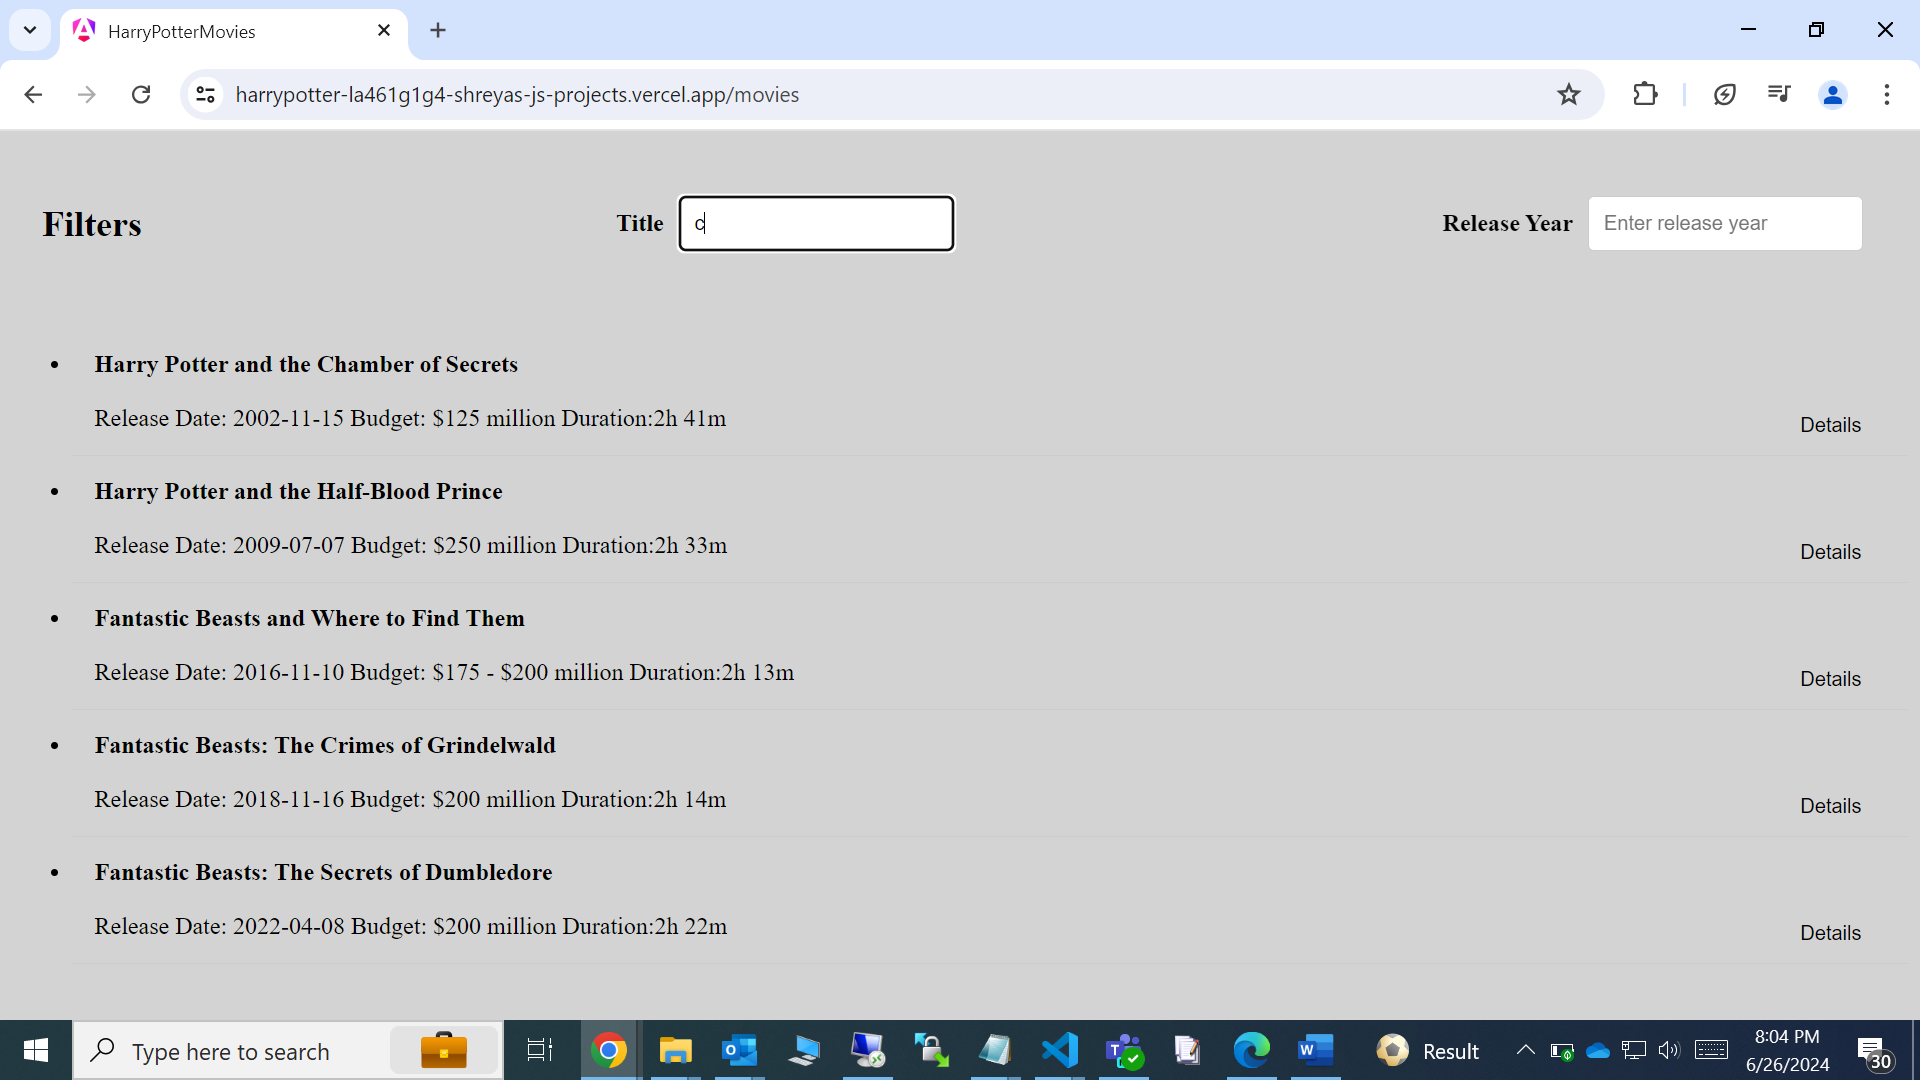 HarryPotterMovies
harrypotter-la461g1g4-shreyas-js-projects.vercel.app/movies
Filters
Title
c
Release Year
Enter release year
Harry Potter and the Chamber of Secrets
Release Date: 2002-11-15 Budget: $125 million Duration:2h 41m
Details
Harry Potter and the Half-Blood Prince
Release Date: 2009-07-07 Budget: $250 million Duration:2h 33m
Details
Fantastic Beasts and Where to Find Them
Release Date: 2016-11-10 Budget: $175 - $200 million Duration:2h 13m
Details
Fantastic Beasts: The Crimes of Grindelwald
Release Date: 2018-11-16 Budget: $200 million Duration:2h 14m
Details
Fantastic Beasts: The Secrets of Dumbledore
Release Date: 2022-04-08 Budget: $200 million Duration:2h 22m
Details
Type here to search
Result
8:04 PM
6/26/2024
30